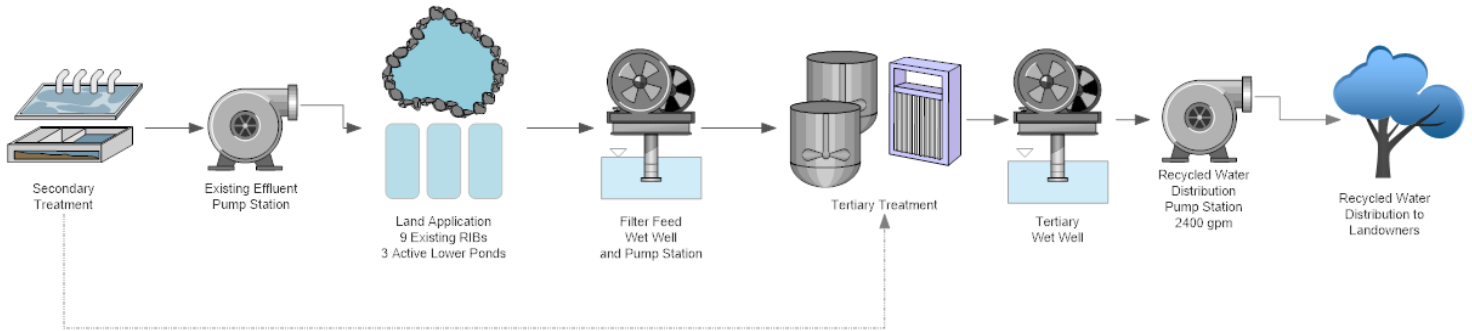 Secondary
Treatment
Existing Effluent
Pump Station
Land Application
9 Existing RIBs
3 Active Lower Ponds
Filter Feed
Wet Well
and Pump Station
Tertiary Treatment
Tertiary
Wet Well
Recycled Water
Distribution
Pump Station
2400 gpm
Recycled Water
Distribution to
Landowners